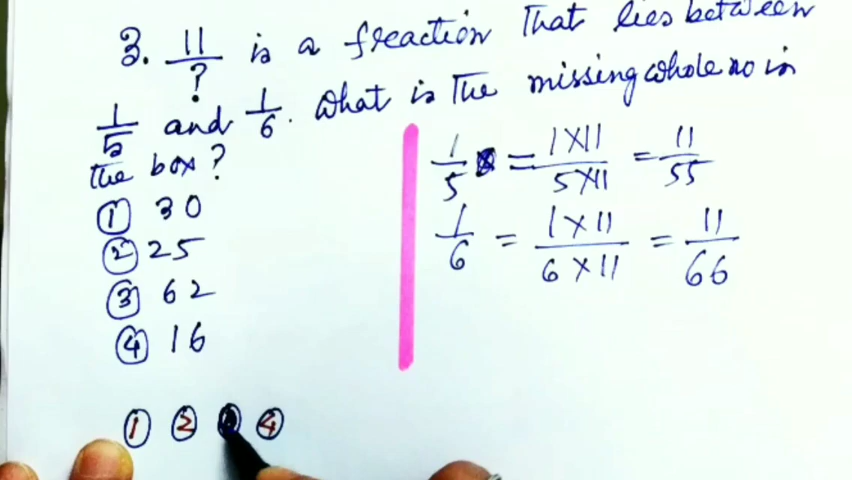 3. 11/? is a fraction that lies between
1/5 and 1/6. What is the missing whole no in
the box?
① 30
② 25
③ 62
④ 16
1/5 = 1×11/5×11 = 11/55
1/6 = 1×11/6×11 = 11/66
① ② ④